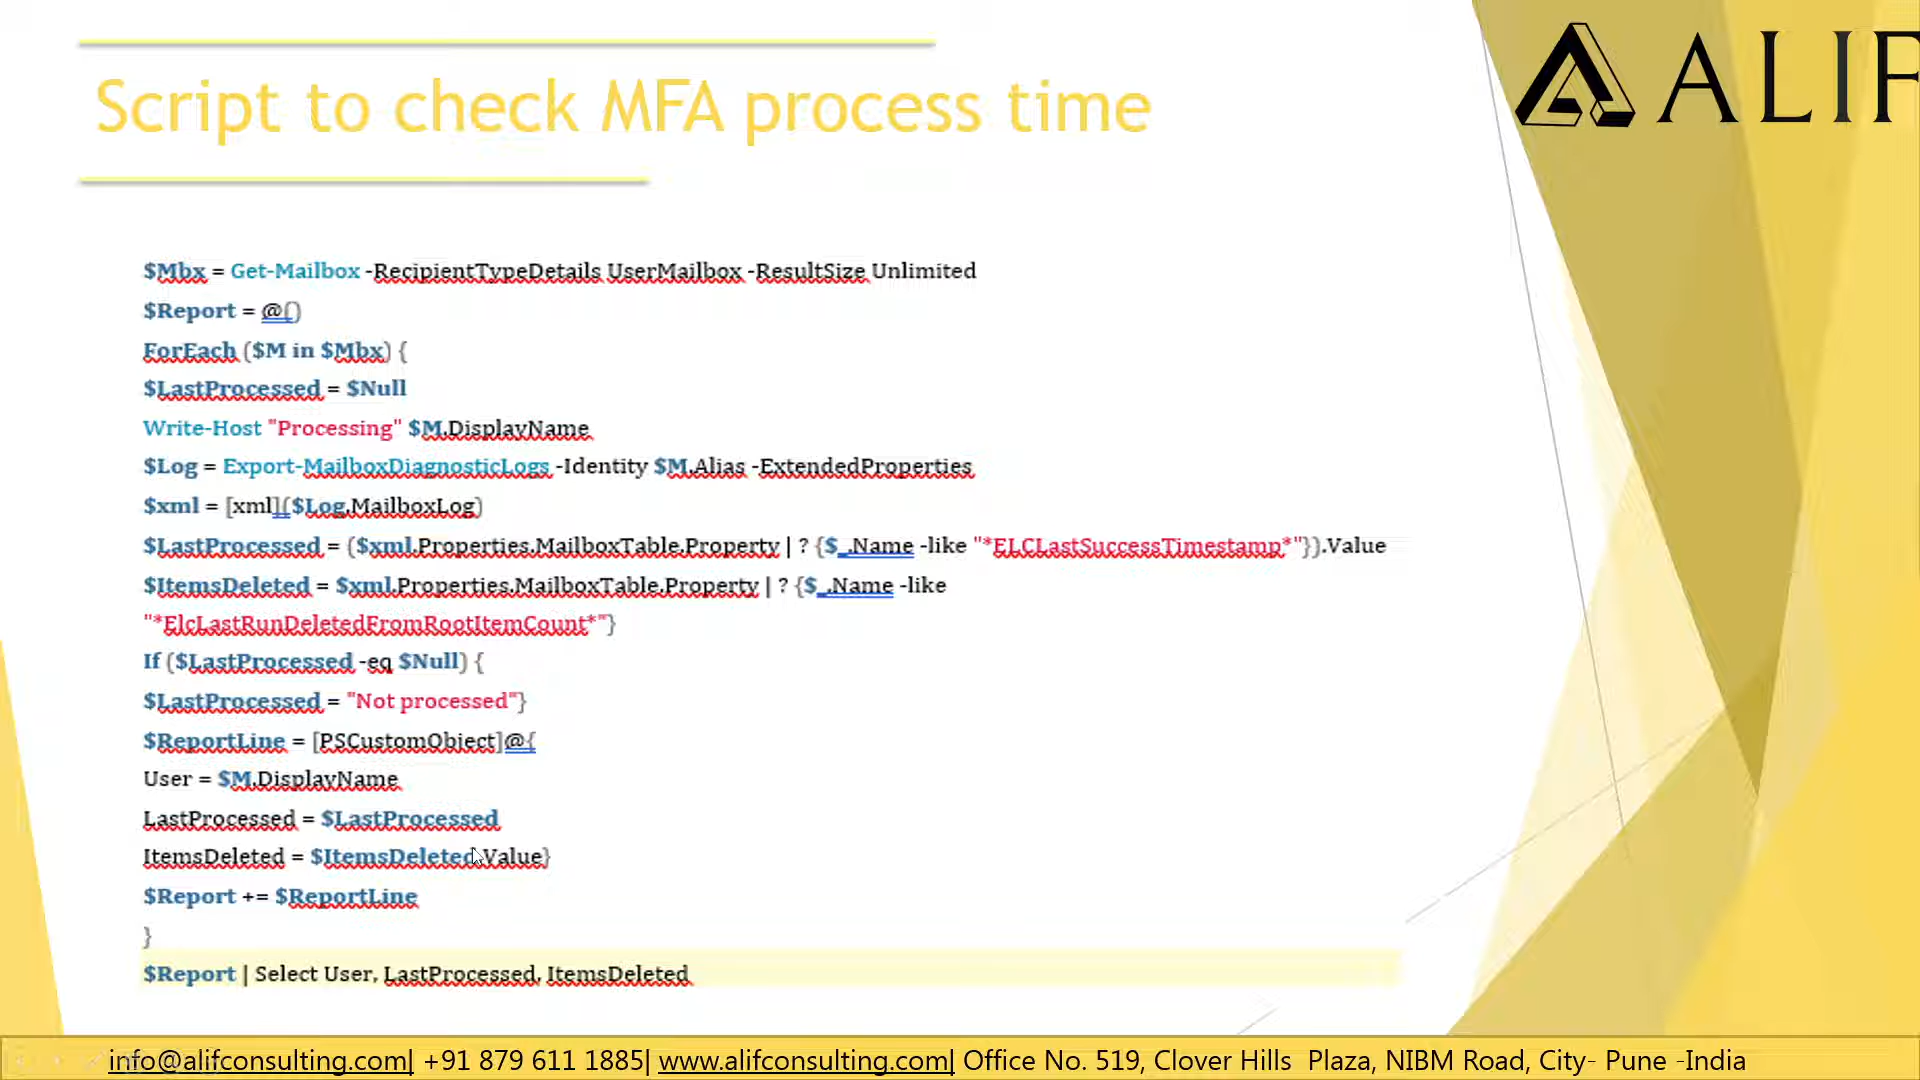 ALIF
Script to check MFA process time
$Mbx = Get-Mailbox -RecipientTypeDetails UserMailbox -ResultSize Unlimited
$Report = @()
ForEach ($M in $Mbx) {
$LastProcessed = $Null
Write-Host "Processing" $M.DisplayName
$Log = Export-MailboxDiagnosticLogs -Identity $M.Alias -ExtendedProperties
$xml = [xml]($Log.MailboxLog)
$LastProcessed = ($xml.Properties.MailboxTable.Property | ? {$_.Name -like "*ELCLastSuccessTimestamp*"}).Value
$ItemsDeleted = $xml.Properties.MailboxTable.Property | ? {$_.Name -like
"*ElcLastRunDeletedFromRootItemCount*"}
If ($LastProcessed -eq $Null) {
$LastProcessed = "Not processed"}
$ReportLine = [PSCustomObject]@{
User = $M.DisplayName
LastProcessed = $LastProcessed
ItemsDeleted = $ItemsDeleted.Value}
$Report += $ReportLine
}
$Report | Select User, LastProcessed, ItemsDeleted
info@alifconsulting.com| +91 879 611 1885| www.alifconsulting.com| Office No. 519, Clover Hills Plaza, NIBM Road, City- Pune -India